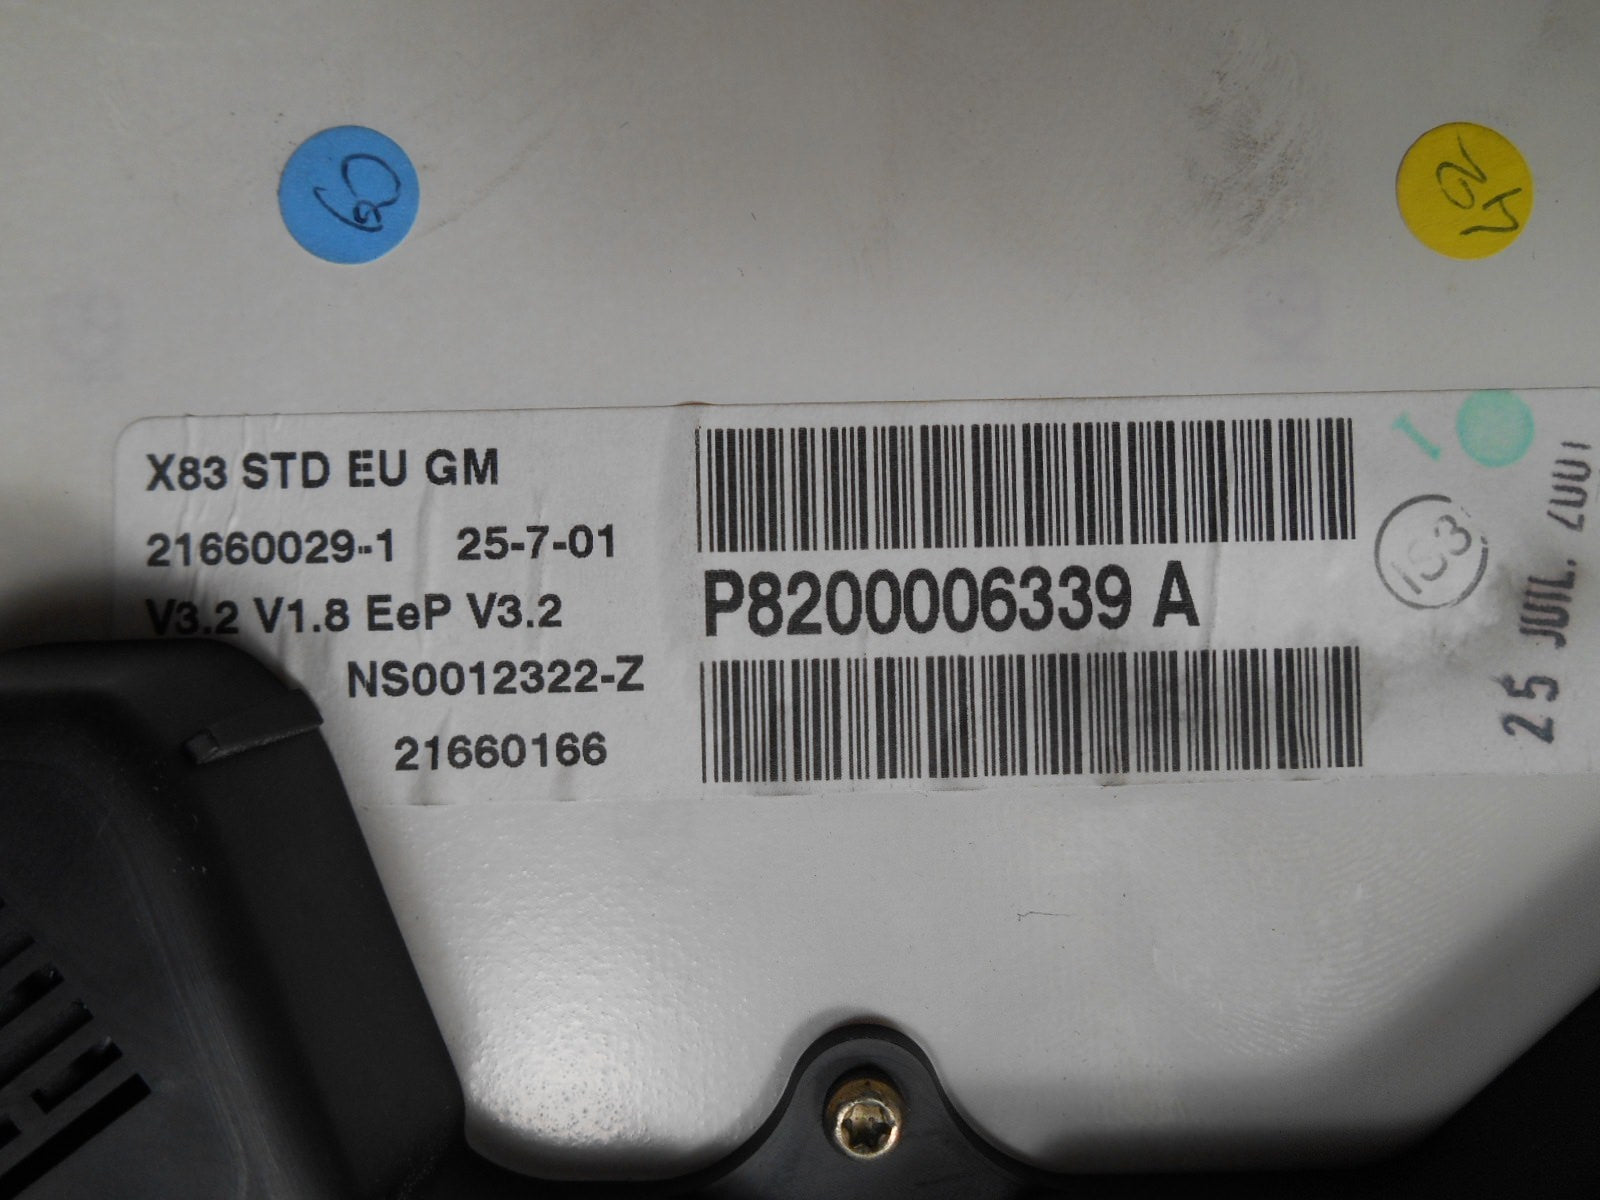 X83 STD EU GM
21660029-1 25-7-01
V3.2 V1.8 EeP V3.2
NS0012322-Z
21660166
P8200006339 A
153
25 JUIL. 2001